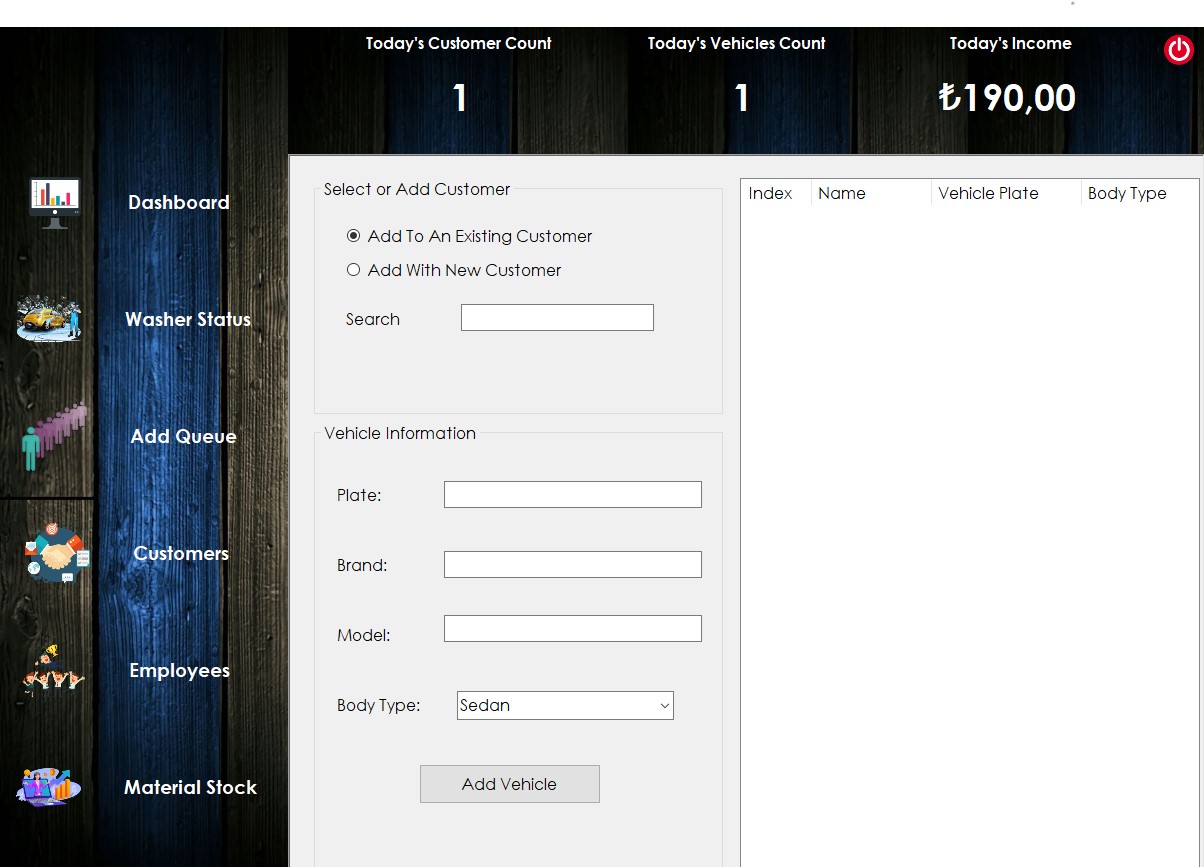 Today's Customer Count
Today's Vehicles Count
Today's Income
1
1
₺190,00
Dashboard
Washer Status
Add Queue
Customers
Employees
Material Stock
Select or Add Customer
Add To An Existing Customer
Add With New Customer
Search
Vehicle Information
Plate:
Brand:
Model:
Body Type:
Sedan
Add Vehicle
Index
Name
Vehicle Plate
Body Type